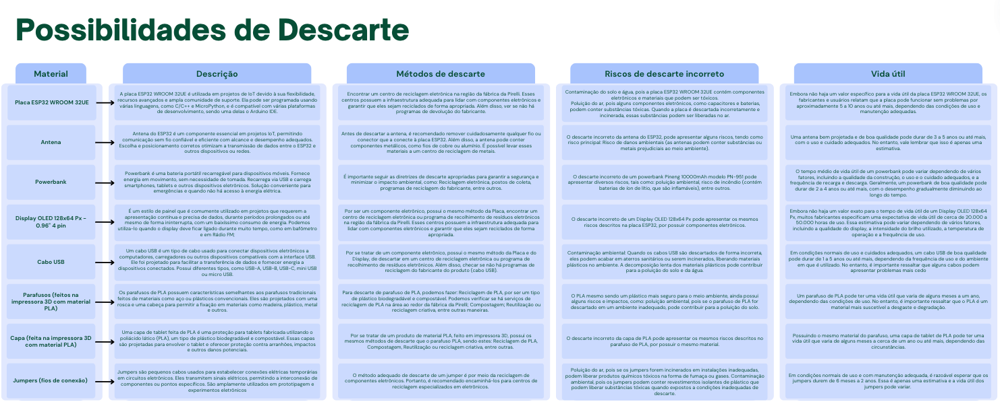 Possibilidades de Descarte
Material
Descrição
Métodos de descarte
Riscos de descarte incorreto
Vida útil
Placa ESP32 WROOM 32UE
A placa ESP32 WROOM 32UE é utilizada em projetos de IoT devido à sua flexibilidade,
recursos avançados e ampla comunidade de suporte. Ela pode ser programada usando
várias linguagens, como C/C++ e MicroPython, e é compatível com várias plataformas
de desenvolvimento, sendo uma delas o Arduino IDE.
Encontrar um centro de reciclagem eletrônica na região da fábrica da Pirelli. Esses
centros possuem a infraestrutura adequada para lidar com componentes eletrônicos e
garantir que eles sejam reciclados de forma apropriada. Além disso, ver se não há
programas de devolução do fabricante.
Contaminação do solo e água, pois a placa ESP32 WROOM 32UE contém componentes
eletrônicos e materiais que podem ser tóxicos.
Poluição do ar, pois alguns componentes eletrônicos, como capacitores e baterias,
podem conter substâncias tóxicas. Quando a placa é descartada incorretamente e
incinerada, essas substâncias podem ser liberadas no ar.
Embora não haja um valor específico para a vida útil da placa ESP32 WROOM 32UE, os
fabricantes e usuários relatam que a placa pode funcionar sem problemas por
aproximadamente 5 a 10 anos ou até mais, dependendo das condições de uso e
manutenção adequadas.
Antena
Antena do ESP32 é um componente essencial em projetos IoT, permitindo
comunicação sem fio confiável e eficiente com alcance e desempenho adequados.
Escolha e posicionamento corretos otimizam a transmissão de dados entre o ESP32 e
outros dispositivos ou redes.
Antes de descartar a antena, é recomendado remover cuidadosamente qualquer fio ou
conector que a conecte à placa ESP32. Além disso, a antena pode conter
componentes metálicos, como fios de cobre ou alumínio. É possível levar esses
materiais a um centro de reciclagem de metais.
O descarte incorreto da antena do ESP32, pode apresentar alguns riscos, tendo como
risco principal: Risco de danos ambientais (as antenas podem conter substâncias ou
metais prejudiciais ao meio ambiente).
Uma antena bem projetada e de boa qualidade pode durar de 3 a 5 anos ou até mais,
com o uso e cuidado adequados. No entanto, vale lembrar que isso é apenas uma
estimativa.
Powerbank
Powerbank é uma bateria portátil recarregável para dispositivos móveis. Fornece
energia em movimento, sem necessidade de tomada. Recarrega via USB e carrega
smartphones, tablets e outros dispositivos eletrônicos. Solução conveniente para
emergências e quando não há acesso à energia elétrica.
É importante seguir as diretrizes de descarte apropriadas para garantir a segurança e
minimizar o impacto ambiental, como: Reciclagem eletrônica, postos de coleta,
programas de reciclagem do fabricante, entre outros.
O descarte incorreto de um powerbank Pineng 10000mAh modelo PN-951 pode
apresentar diversos riscos, tais como: poluição ambiental, risco de incêndio (contém
baterias de íon de lítio, que são inflamáveis), entre outros.
O tempo médio de vida útil de um powerbank pode variar dependendo de vários
fatores, incluindo a qualidade da construção, o uso e o cuidado adequados, e a
frequência de recarga e descarga. Geralmente, um powerbank de boa qualidade pode
durar de 2 a 4 anos ou até mais, com o desempenho gradualmente diminuindo ao
longo do tempo.
Display OLED 128x64 Px -
0.96" 4 pin
É um estilo de painel que é comumente utilizado em projetos que requerem a
apresentação contínua e precisa de dados, durante períodos prolongados ou até
mesmo de forma ininterrupta, com um baixíssimo consumo de energia. Podemos
utiliza-lo quando o display deve ficar ligado durante muito tempo, como em bafômetro
e em Rádio FM;
Por ser um componente eletrônico, possui o mesmo método da Placa, encontrar um
centro de reciclagem eletrônica ou programa de recolhimento de resíduos eletrônicos
na região da fábrica da Pirelli. Esses centros possuem a infraestrutura adequada para
lidar com componentes eletrônicos e garantir que eles sejam reciclados de forma
apropriada.
O descarte incorreto de um Display OLED 128x64 Px pode apresentar os mesmos
riscos descritos na placa ESP32, por possuir componentes eletrônicos.
Embora não haja um valor exato para o tempo de vida útil de um Display OLED 128x64
Px, muitos fabricantes especificam uma expectativa de vida útil de cerca de 20.000 a
50.000 horas de uso. Essa estimativa pode variar dependendo de vários fatores,
incluindo a qualidade do display, a intensidade do brilho utilizado, a temperatura de
operação e a frequência de uso.
Cabo USB
Um cabo USB é um tipo de cabo usado para conectar dispositivos eletrônicos a
computadores, carregadores ou outros dispositivos compatíveis com a interface USB.
Ele foi projetado para facilitar a transferência de dados e fornecer energia a
dispositivos conectados. Possui diferentes tipos, como USB-A, USB-B, USB-C, mini USB
ou micro USB.
Por se tratar de um componente eletrônico, possui o mesmo método da Placa e do
Display, de descartar em um centro de reciclagem eletrônica ou programa de
recolhimento de resíduos eletrônicos. Além disso, checar se não há programas de
reciclagem do fabricante do produto (cabo USB).
Contaminação ambiental: Quando os cabos USB são descartados de forma incorreta,
eles podem acabar em aterros sanitários ou serem incinerados, liberando materiais
plásticos no ambiente. A decomposição lenta dos materiais plásticos pode contribuir
para a poluição do solo e da água.
Em condições normais de uso e cuidados adequados, um cabo USB de boa qualidade
pode durar de 1 a 5 anos ou até mais, dependendo da frequência de uso e do ambiente
em que é utilizado. No entanto, é importante ressaltar que alguns cabos podem
apresentar problemas mais cedo
Parafusos (feitos na
impressora 3D com material
PLA)
Os parafusos de PLA possuem características semelhantes aos parafusos tradicionais
feitos de materiais como aço ou plásticos convencionais. Eles são projetados com uma
rosca e uma cabeça para permitir a fixação em materiais como madeira, plástico, metal
e outros.
Para descarte de parafuso de PLA, podemos fazer: Reciclagem de PLA, por ser um tipo
de plástico biodegradável e compostável. Podemos verificar se há serviços de
reciclagem de PLA na área ao redor da fábrica da Pirelli; Compostagem; Reutilização ou
reciclagem criativa, entre outras maneiras.
O PLA mesmo sendo um plástico mais seguro para o meio ambiente, ainda possui
alguns riscos e impactos, como: poluição ambiental, pois se o parafuso de PLA for
descartado em um ambiente inadequado, pode contribuir para a poluição do solo.
Um parafuso de PLA pode ter uma vida útil que varia de alguns meses a um ano,
dependendo das condições de uso. No entanto, é importante ressaltar que o PLA é um
material mais suscetível a desgaste e degradação.
Capa (feita na impressora 3D
com material PLA)
Uma capa de tablet feita de PLA é uma proteção para tablets fabricada utilizando o
poliácido lático (PLA), um tipo de plástico biodegradável e compostável. Essas capas
são projetadas para envolver o tablet e oferecer proteção contra arranhões, impactos
e outros danos potenciais.
Por se tratar de um produto de material PLA, feito em impressora 3D, possui os
mesmos métodos de descarte que o parafuso PLA, sendo estes: Reciclagem de PLA,
Compostagem, Reutilização ou reciclagem criativa, entre outras.
O descarte incorreto da capa de PLA pode apresentar os mesmos riscos descritos no
parafuso de PLA, por possuir o mesmo material.
Possuindo o mesmo material do parafuso, uma capa de tablet de PLA pode ter uma
vida útil que varia de alguns meses a cerca de um ano ou até mais, dependendo das
circunstâncias.
Jumpers (fios de conexão)
Jumpers são pequenos cabos usados para estabelecer conexões elétricas temporárias
em circuitos eletrônicos. Eles transmitem sinais elétricos, permitindo a interconexão de
componentes ou pontos específicos. São amplamente utilizados em prototipagem e
experimentos eletrônicos
O método adequado de descarte de um jumper é por meio da reciclagem de
componentes eletrônicos. Portanto, é recomendado encaminhá-los para centros de
reciclagem especializados em eletrônicos.
Poluição do ar, pois se os jumpers forem incinerados em instalações inadequadas,
podem liberar produtos químicos tóxicos na forma de fumaça ou gases. Contaminação
ambiental, pois os jumpers podem conter revestimentos isolantes de plástico que
podem liberar substâncias tóxicas quando expostos a condições inadequadas de
descarte.
Em condições normais de uso e com manutenção adequada, é razoável esperar que os
jumpers durem de 6 meses a 2 anos. Essa é apenas uma estimativa e a vida útil dos
jumpers pode variar.